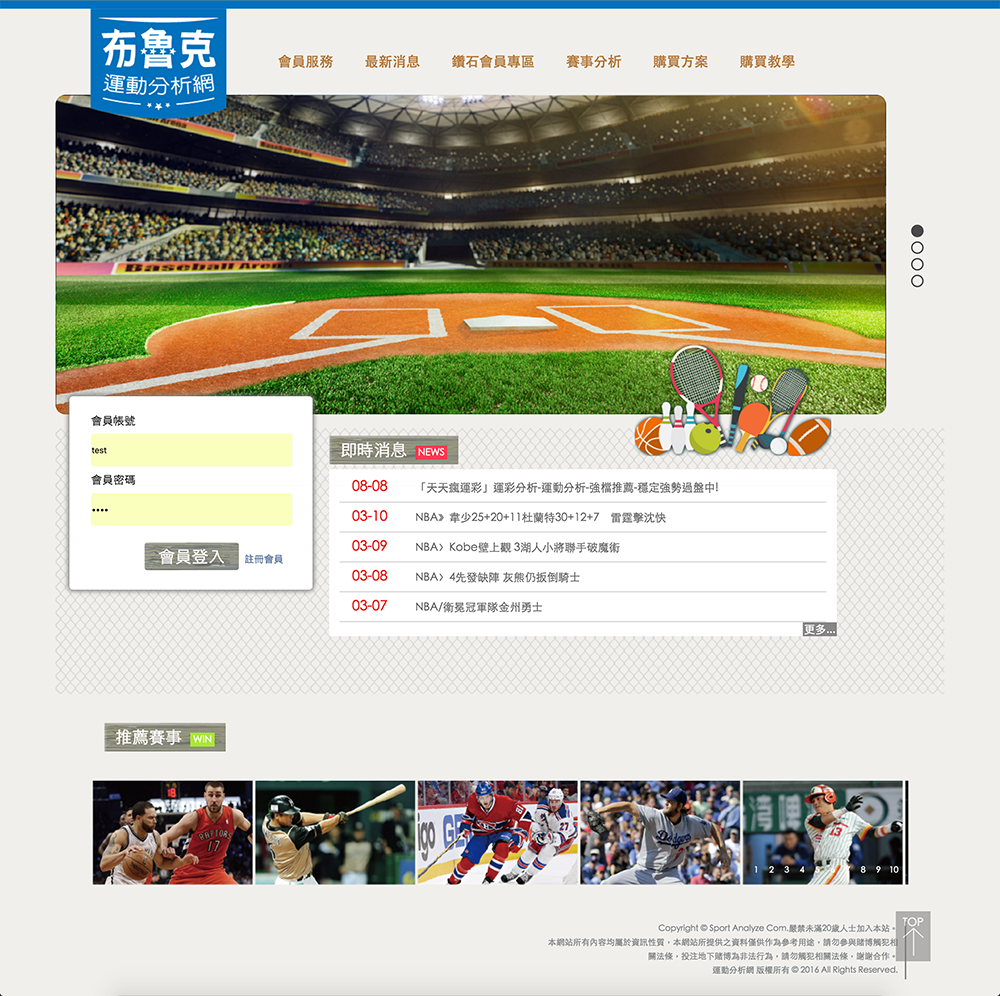 布魯克
運動分析網
會員服務 最新消息 鑽石會員專區 賽事分析 購買方案 購買教學
Baseball Arena
Baseball Arena
會員帳號
test
會員密碼
••••
會員登入 註冊會員
即時消息 NEWS
08-08 「天天瘋運彩」運彩分析-運動分析-強檔推薦-穩定強勢過盤中!
03-10 NBA》韋少25+20+11杜蘭特30+12+7 雷霆擊沈快
03-09 NBA〉Kobe壁上觀 3湖人小將聯手破魔術
03-08 NBA〉4先發缺陣 灰熊仍扳倒騎士
03-07 NBA/衛冕冠軍隊金州勇士
更多...
推薦賽事 WIN
18
RAPTORS
17
81
27
Dodgers
13
1 2 3 4 5 8 9 10
TOP
Copyright © Sport Analyze Com.嚴禁未滿20歲人士加入本站。
本網站所有內容均屬於資訊性質，本網站所提供之資料僅供作為參考用途，請勿參與賭博觸犯相
關法條，投注地下賭博為非法行為，請勿觸犯相關法條，謝謝合作。
運動分析網 版權所有 © 2016 All Rights Reserved.